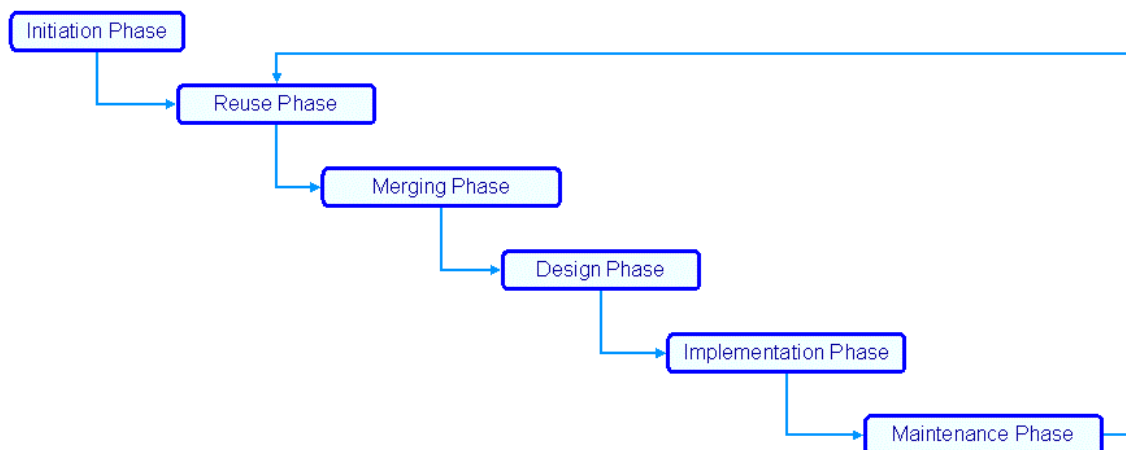 Initiation Phase
Reuse Phase
Merging Phase
Design Phase
Implementation Phase
Maintenance Phase